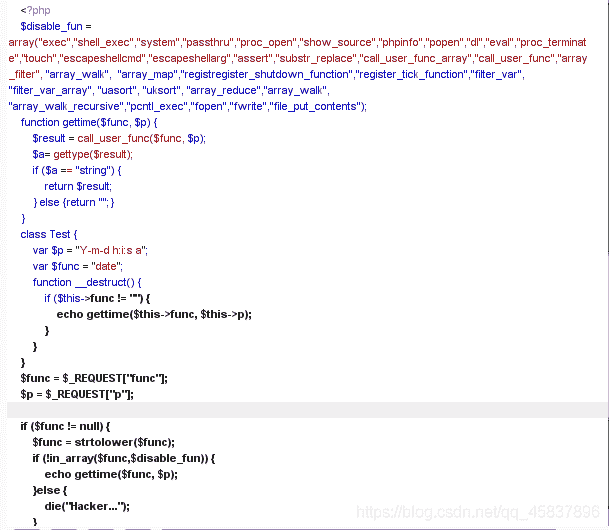 <?php
$disable_fun =
array("exec","shell_exec","system","passthru","proc_open","show_source","phpinfo","popen","dl","eval","proc_terminat
e","touch","escapeshellcmd","escapeshellarg","assert","substr_replace","call_user_func_array","call_user_func","array
_filter", "array_walk",  "array_map","registregister_shutdown_function","register_tick_function","filter_var",
"filter_var_array", "uasort", "uksort", "array_reduce","array_walk",
"array_walk_recursive","pcntl_exec","fopen","fwrite","file_put_contents");
function gettime($func, $p) {
$result = call_user_func($func, $p);
$a= gettype($result);
if ($a == "string") {
return $result;
} else {return "";}
}
class Test {
var $p = "Y-m-d h:i:s a";
var $func = "date";
function __destruct() {
if ($this->func != "") {
echo gettime($this->func, $this->p);
}
}
}
$func = $_REQUEST["func"];
$p = $_REQUEST["p"];
if ($func != null) {
$func = strtolower($func);
if (!in_array($func,$disable_fun)) {
echo gettime($func, $p);
}else {
die("Hacker...");
}
https://blog.csdn.net/qq_45837896